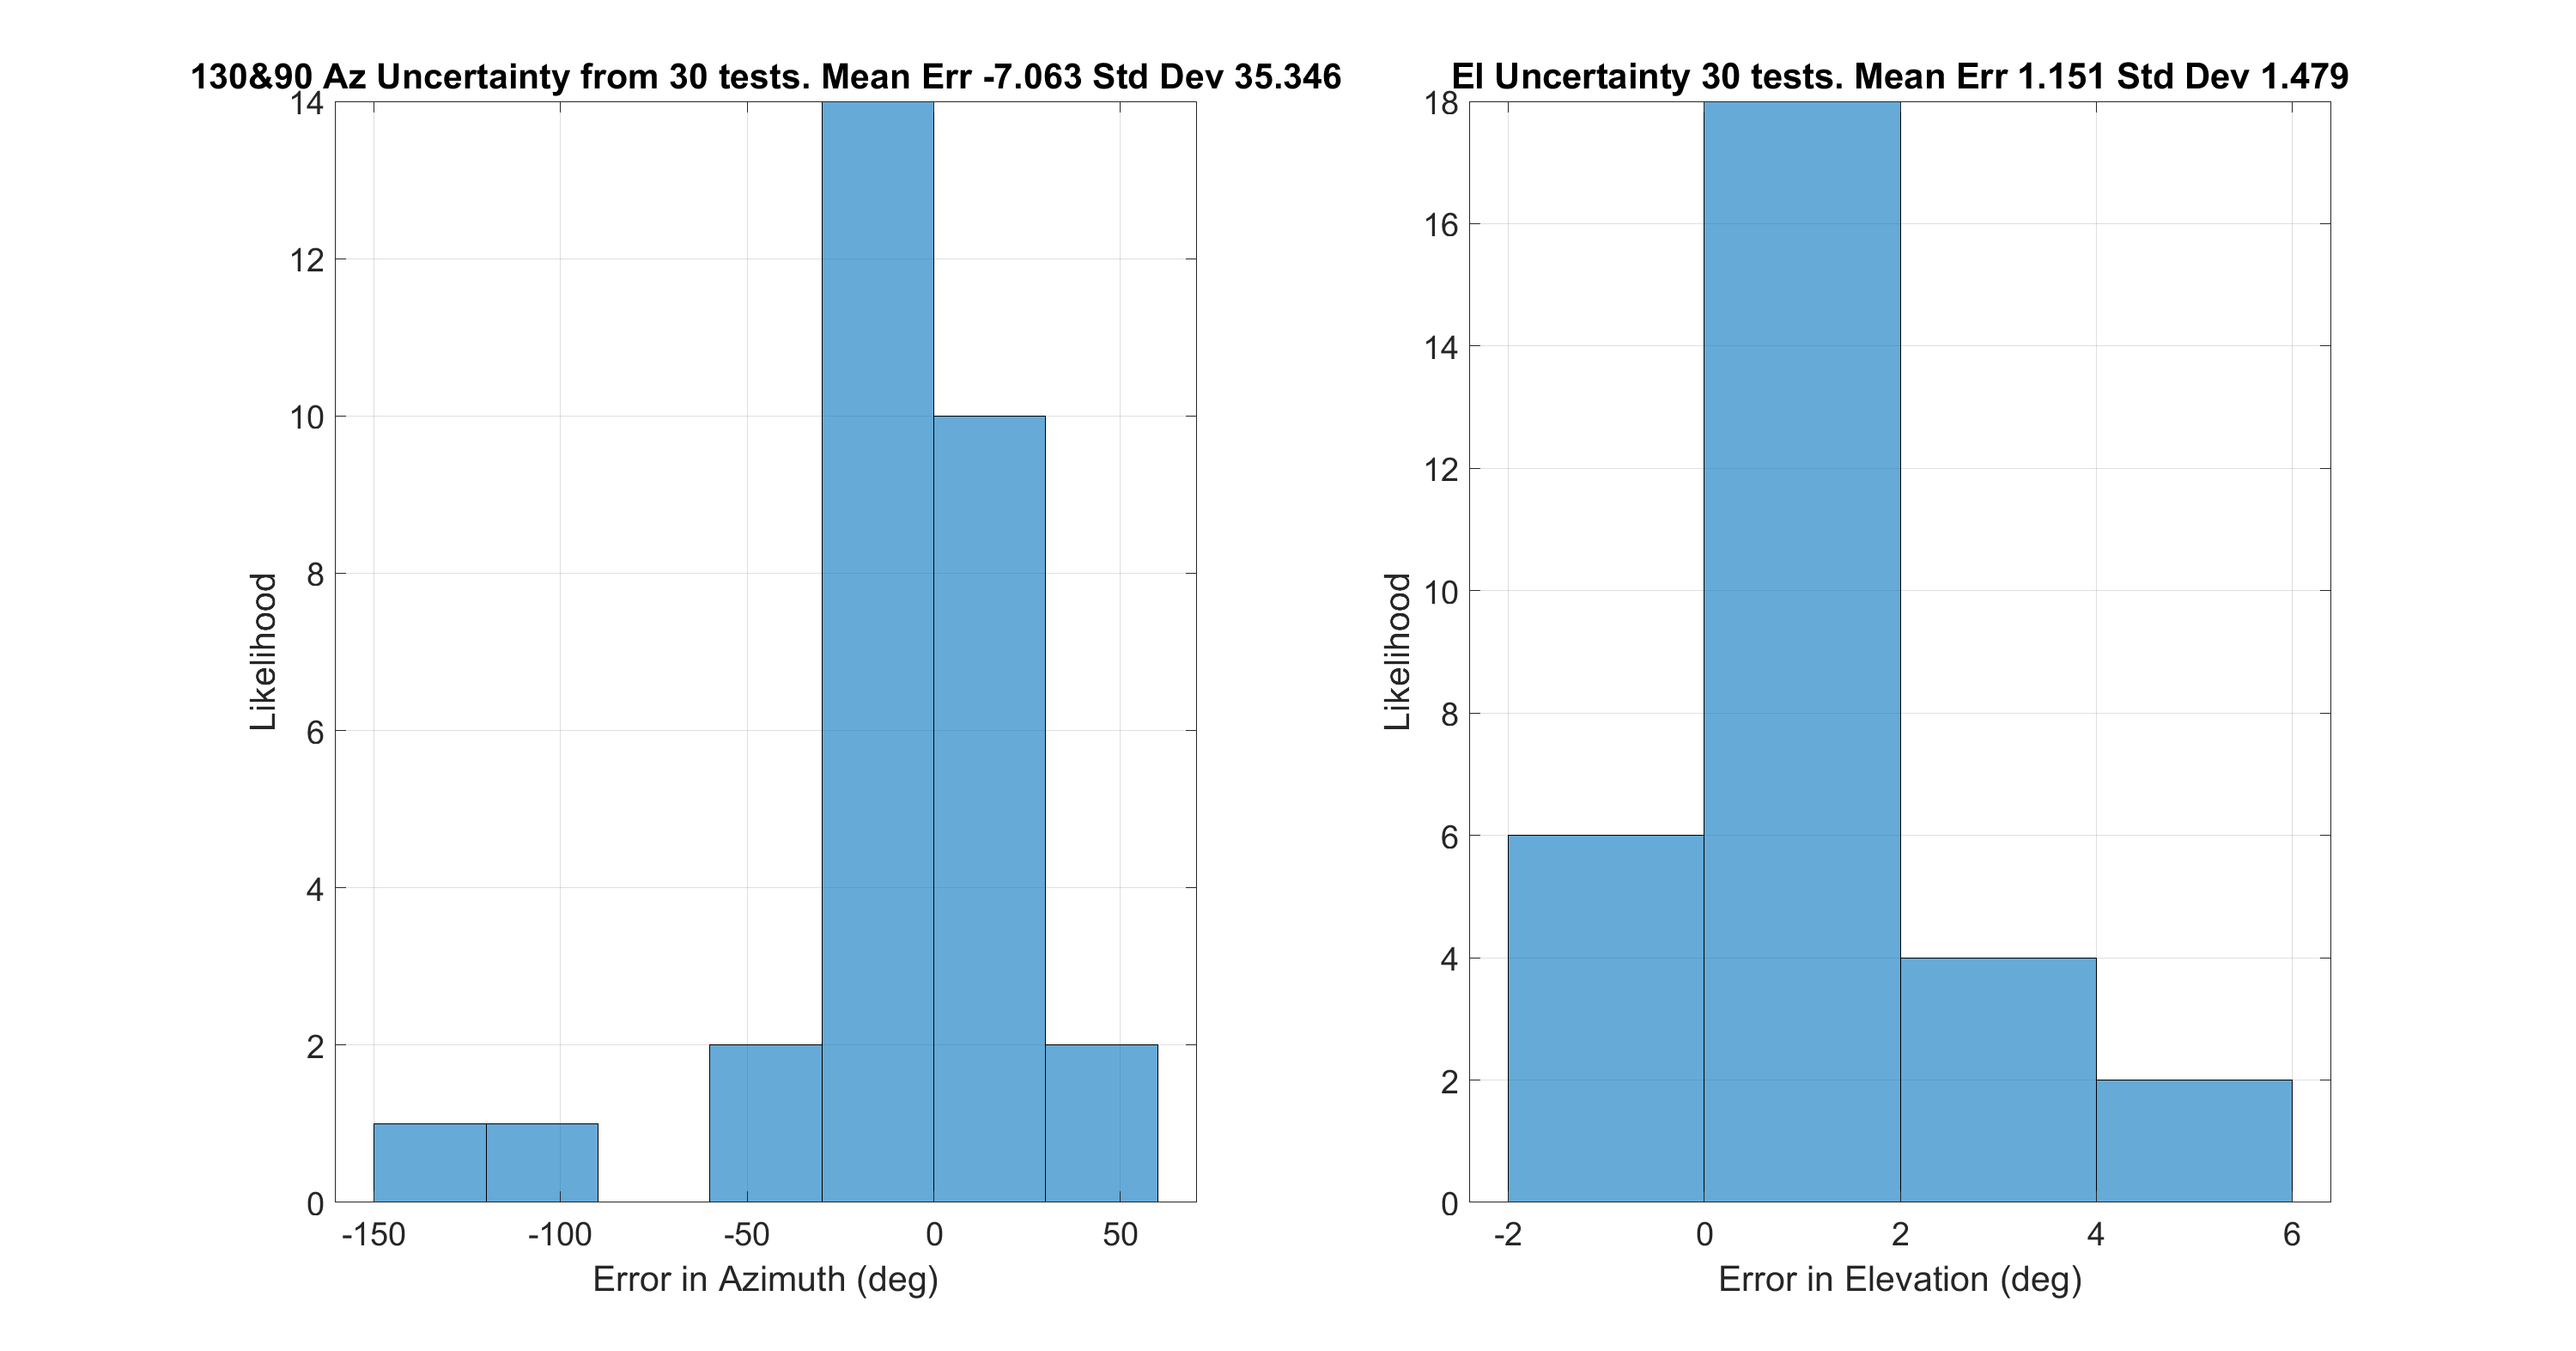 130&90 Az Uncertainty from 30 tests. Mean Err -7.063 Std Dev 35.346
14
12
10
8
6
4
2
0
Likelihood
-150 -100 -50 0 50
Error in Azimuth (deg)
El Uncertainty 30 tests. Mean Err 1.151 Std Dev 1.479
18
16
14
12
10
8
6
4
2
0
Likelihood
-2 0 2 4 6
Error in Elevation (deg)